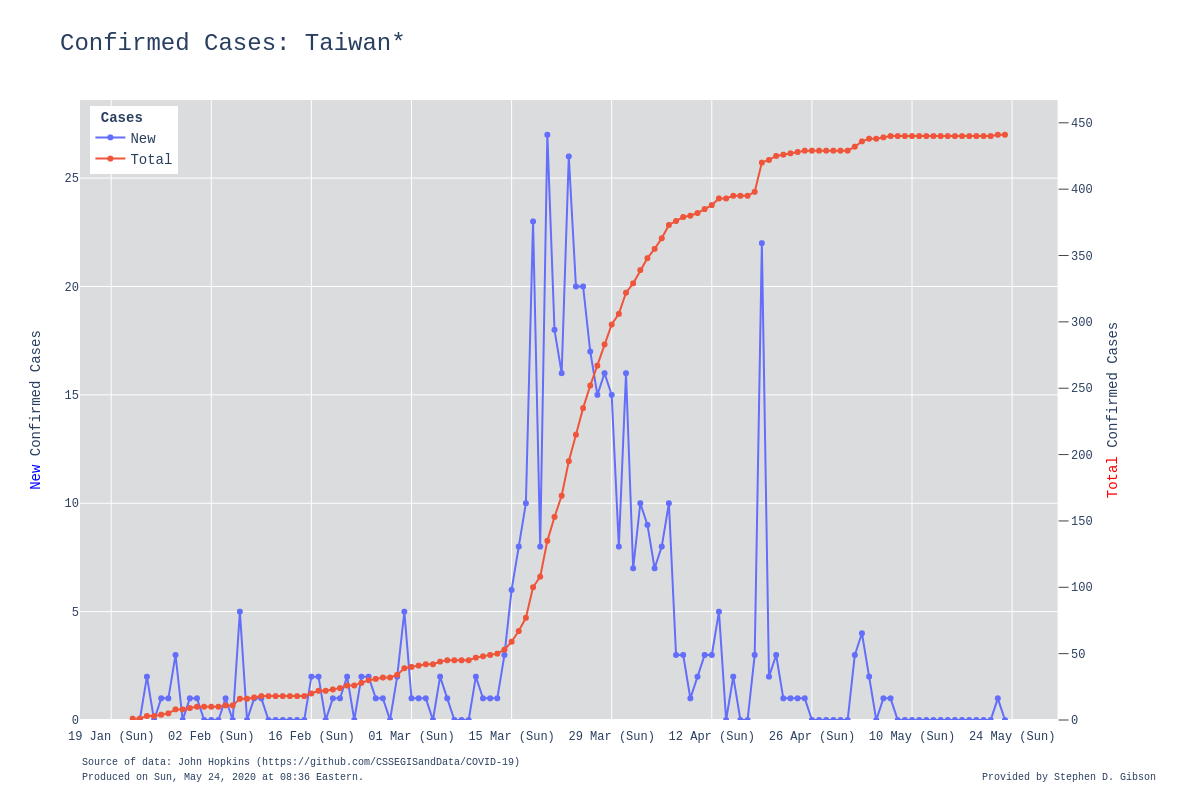 Confirmed Cases: Taiwan*
Cases
New
Total
25
20
15
10
5
0
450
400
350
300
250
200
150
100
50
0
New Confirmed Cases
Total Confirmed Cases
19 Jan (Sun) 02 Feb (Sun) 16 Feb (Sun) 01 Mar (Sun) 15 Mar (Sun) 29 Mar (Sun) 12 Apr (Sun) 26 Apr (Sun) 10 May (Sun) 24 May (Sun)
Source of data: John Hopkins (https://github.com/CSSEGISandData/COVID-19)
Produced on Sun, May 24, 2020 at 08:36 Eastern.
Provided by Stephen D. Gibson